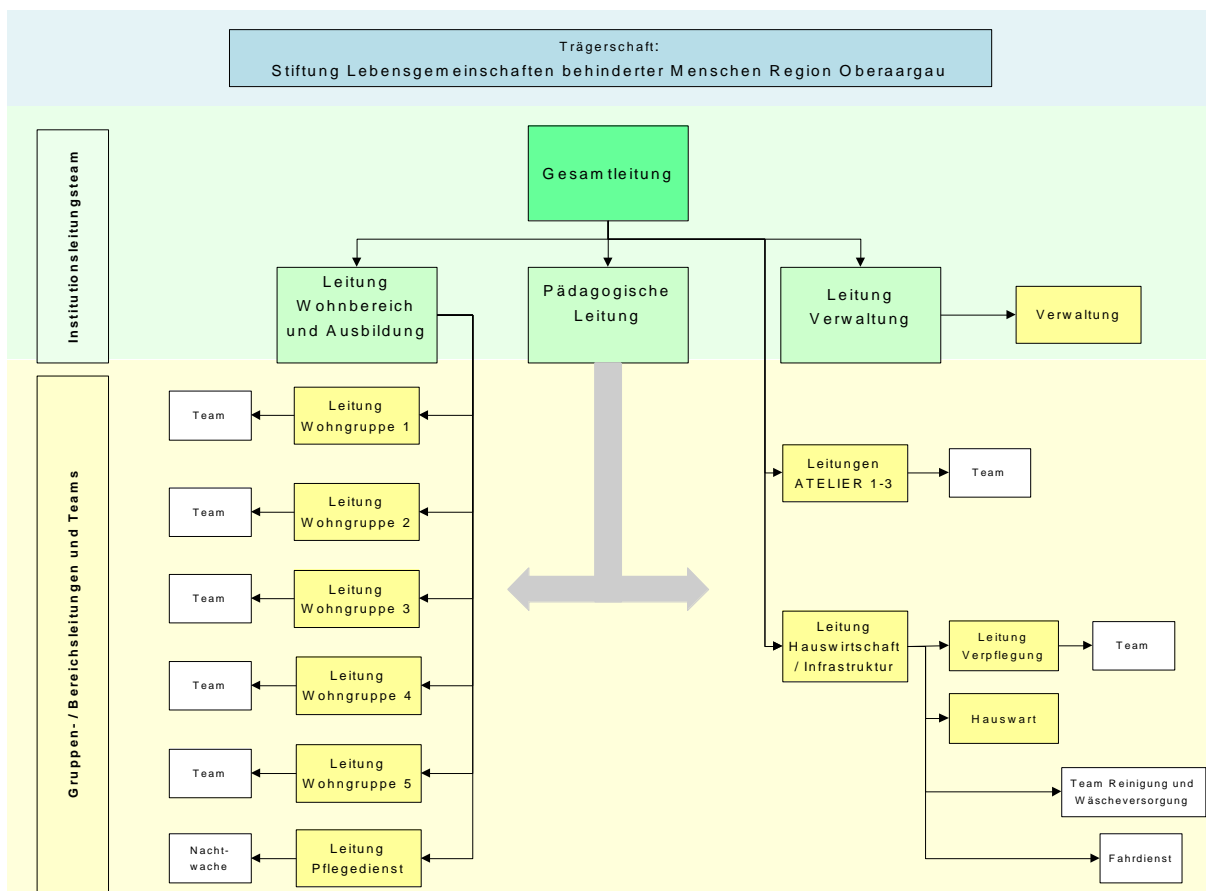 Trägerschaft:
Stiftung Lebensgemeinschaften behinderter Menschen Region Oberaargau
Institutionsleitungsteam
Gesamtleitung
Leitung
Wohnbereich
und Ausbildung
Pädagogische
Leitung
Leitung
Verwaltung
Verwaltung
Gruppen- / Bereichsleitungen und Teams
Team
Leitung
Wohngruppe 1
Team
Leitung
Wohngruppe 2
Team
Leitung
Wohngruppe 3
Team
Leitung
Wohngruppe 4
Team
Leitung
Wohngruppe 5
Nacht-
wache
Leitung
Pflegedienst
Leitungen
ATELIER 1-3
Team
Leitung
Hauswirtschaft
/ Infrastruktur
Leitung
Verpflegung
Team
Hauswart
Team Reinigung und
Wäscheversorgung
Fahrdienst